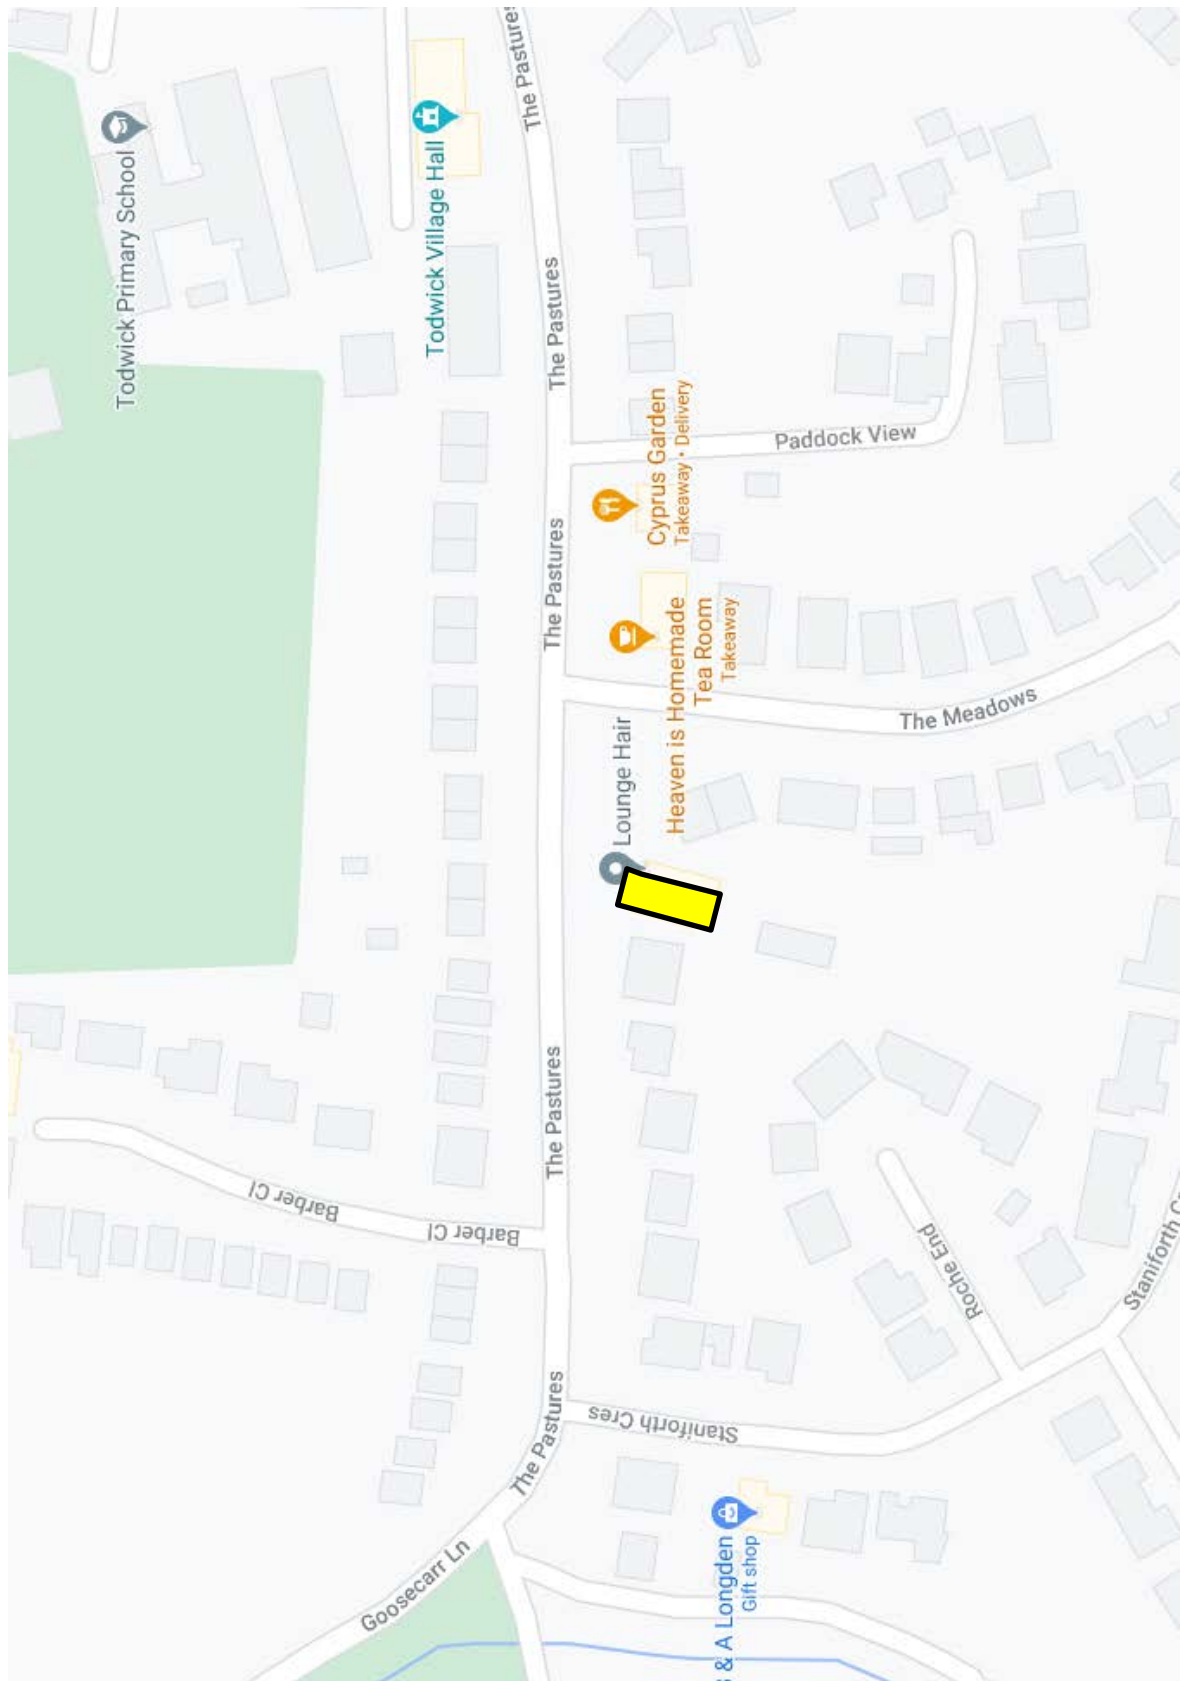 The Pastures
Todwick Primary School
Todwick Village Hall
The Pastures
Cyprus Garden
Takeaway • Delivery
Paddock View
The Pastures
Heaven is Homemade
Tea Room
Takeaway
The Meadows
Lounge Hair
The Pastures
Barber Cl
Barber Cl
Roche End
Staniforth
The Pastures
Staniforth Cres
Goosecarr Ln
& A Longden
Gift shop